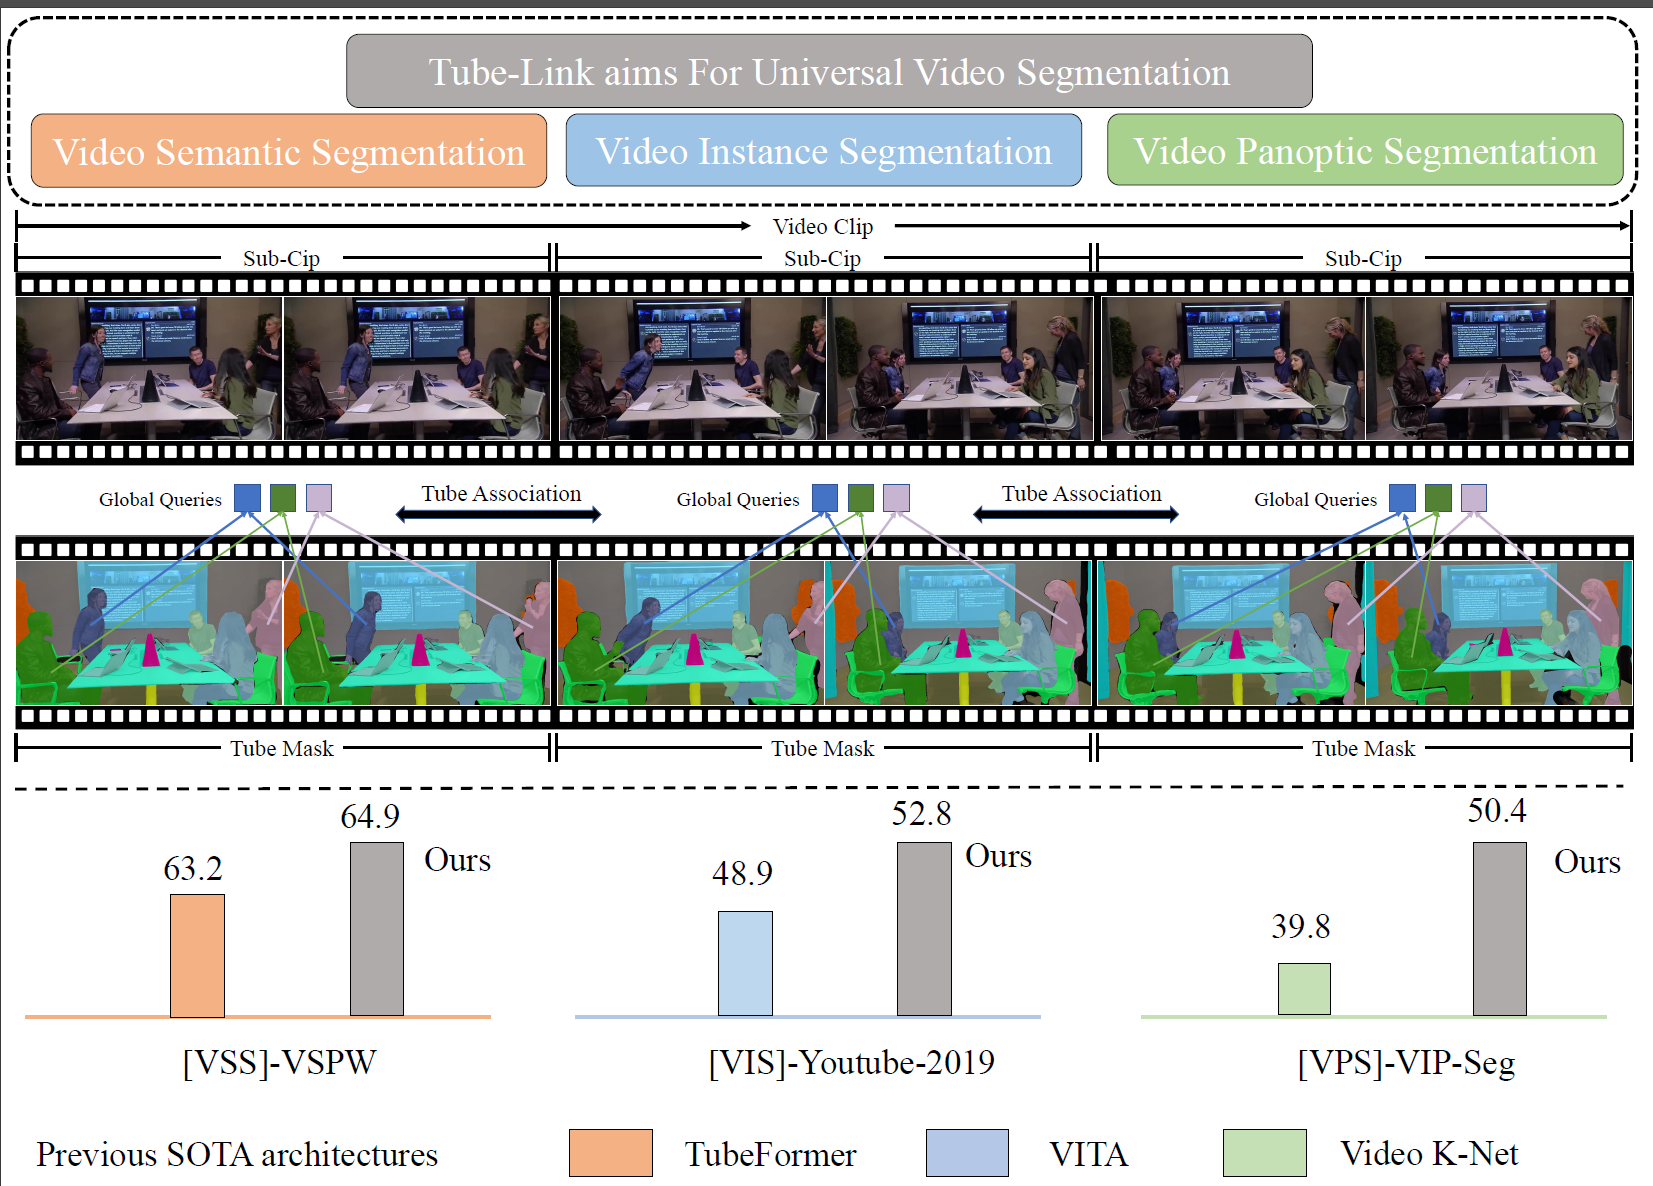 Tube-Link aims For Universal Video Segmentation
Video Semantic Segmentation
Video Instance Segmentation
Video Panoptic Segmentation
Video Clip
Sub-Cip
Sub-Cip
Sub-Cip
Global Queries
Tube Association
Global Queries
Tube Association
Global Queries
Tube Mask
Tube Mask
Tube Mask
63.2
64.9
Ours
48.9
52.8
Ours
39.8
50.4
Ours
[VSS]-VSPW
[VIS]-Youtube-2019
[VPS]-VIP-Seg
Previous SOTA architectures
TubeFormer
VITA
Video K-Net